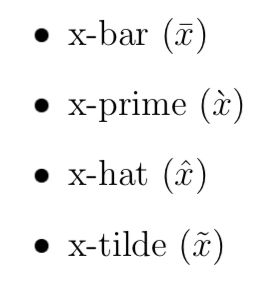 • x-bar (x̄)
• x-prime (x̀)
• x-hat (x̂)
• x-tilde (x̃)